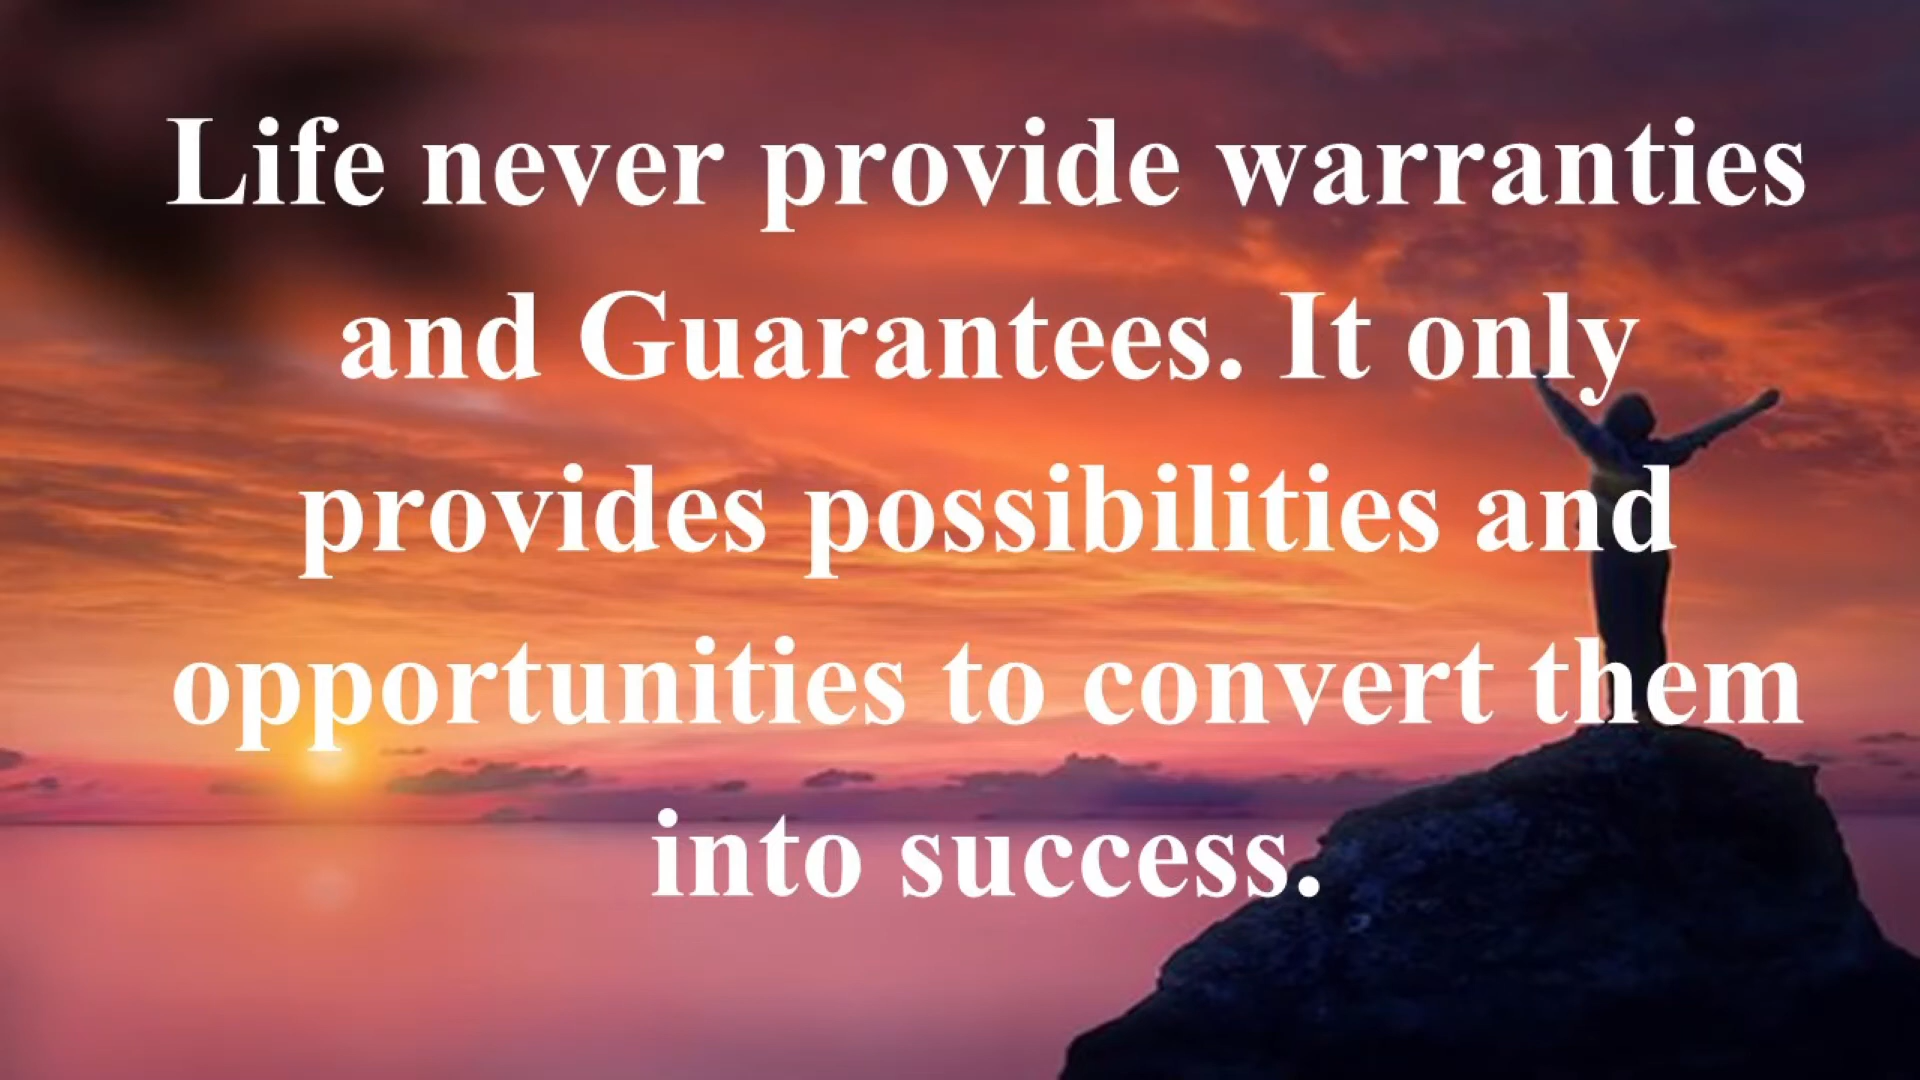 Life never provide warranties
and Guarantees. It only
provides possibilities and
opportunities to convert them
into success.